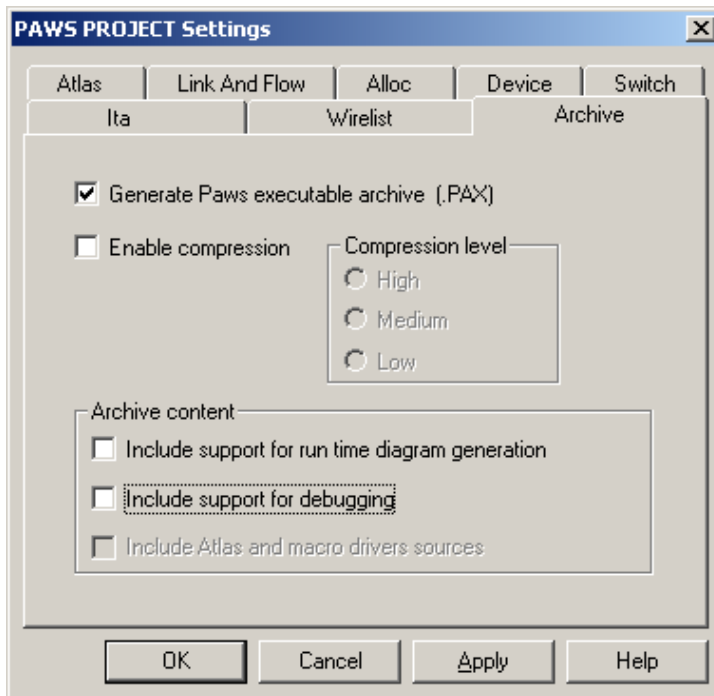 PAWS PROJECT Settings
Atlas Link And Flow Alloc Device Switch
Ita Wirelist Archive
Generate Paws executable archive (.PAX)
Enable compression
Compression level
High
Medium
Low
Archive content
Include support for run time diagram generation
Include support for debugging
Include Atlas and macro drivers sources
OK Cancel Apply Help